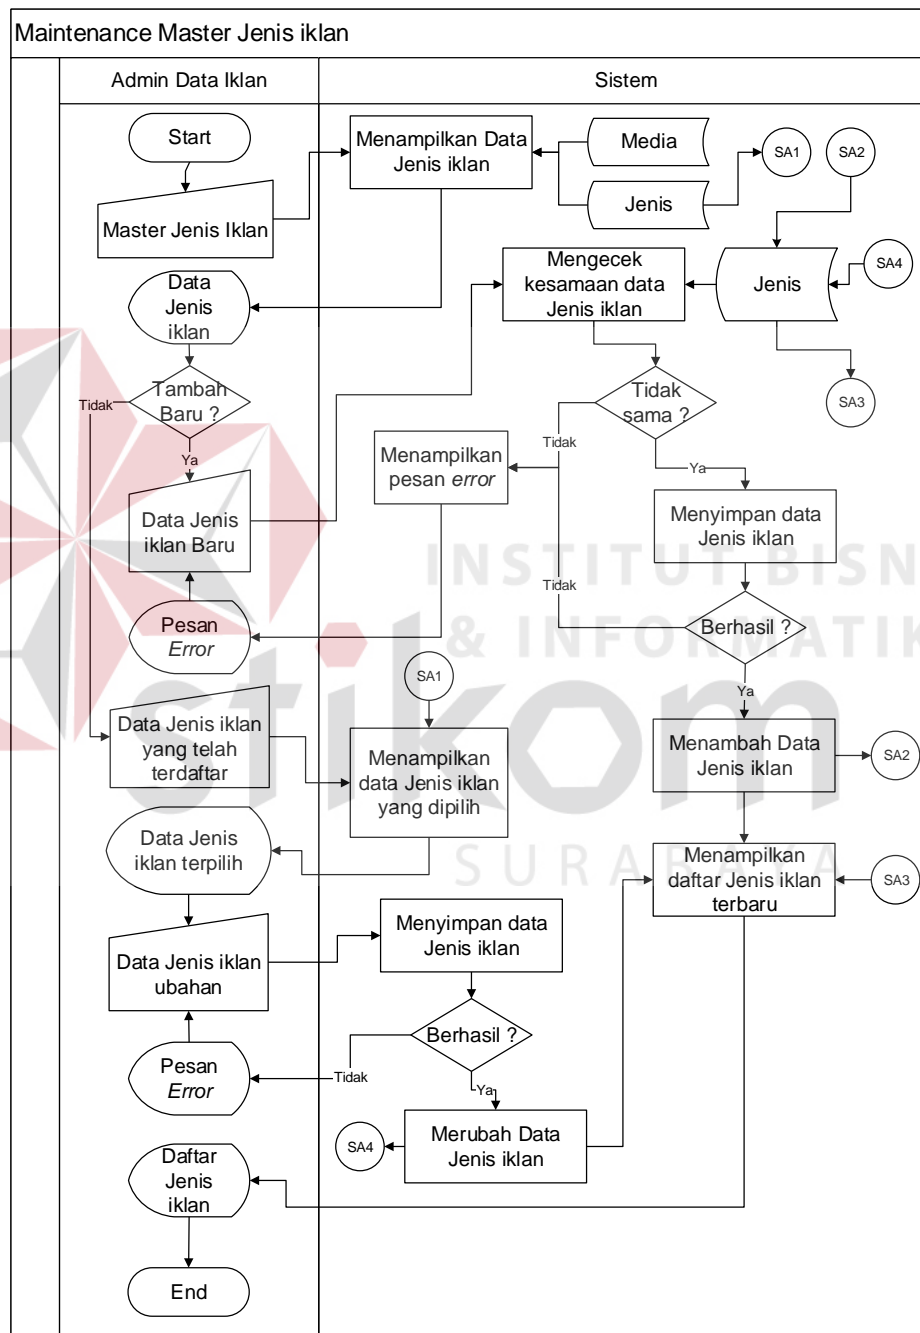 Maintenance Master Jenis iklan
Admin Data Iklan
Sistem
Start
Menampilkan Data
Jenis iklan
Media
Jenis
SA1
SA2
Master Jenis Iklan
Data
Jenis
iklan
Mengecek
kesamaan data
Jenis iklan
Jenis
SA4
SA3
Tambah
Baru ?
Tidak
Ya
Tidak
sama ?
Tidak
Ya
Menampilkan
pesan error
Data Jenis
iklan Baru
Menyimpan data
Jenis iklan
INSTITUT BISN
& INFORMATIK
stikom
SURABAYA
Tidak
Berhasil ?
Ya
Pesan
Error
SA1
Data Jenis iklan
yang telah
terdaftar
Menampilkan
data Jenis iklan
yang dipilih
Menambah Data
Jenis iklan
SA2
Data Jenis
iklan terpilih
Menampilkan
daftar Jenis iklan
terbaru
SA3
Data Jenis iklan
ubahan
Menyimpan data
Jenis iklan
Berhasil ?
Tidak
Ya
Pesan
Error
SA4
Merubah Data
Jenis iklan
Daftar
Jenis
iklan
End